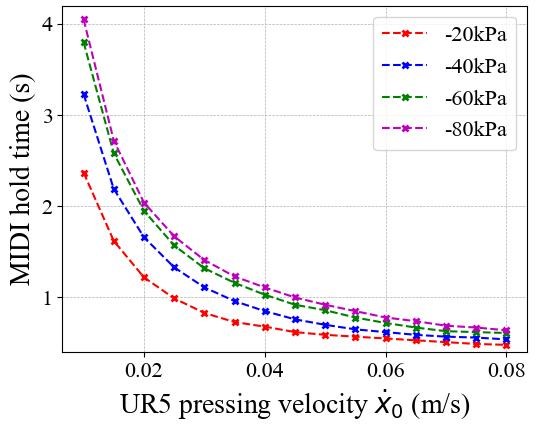 4
3
2
1
MIDI hold time (s)
-20kPa
-40kPa
-60kPa
-80kPa
0.02 0.04 0.06 0.08
UR5 pressing velocity ẋ₀ (m/s)